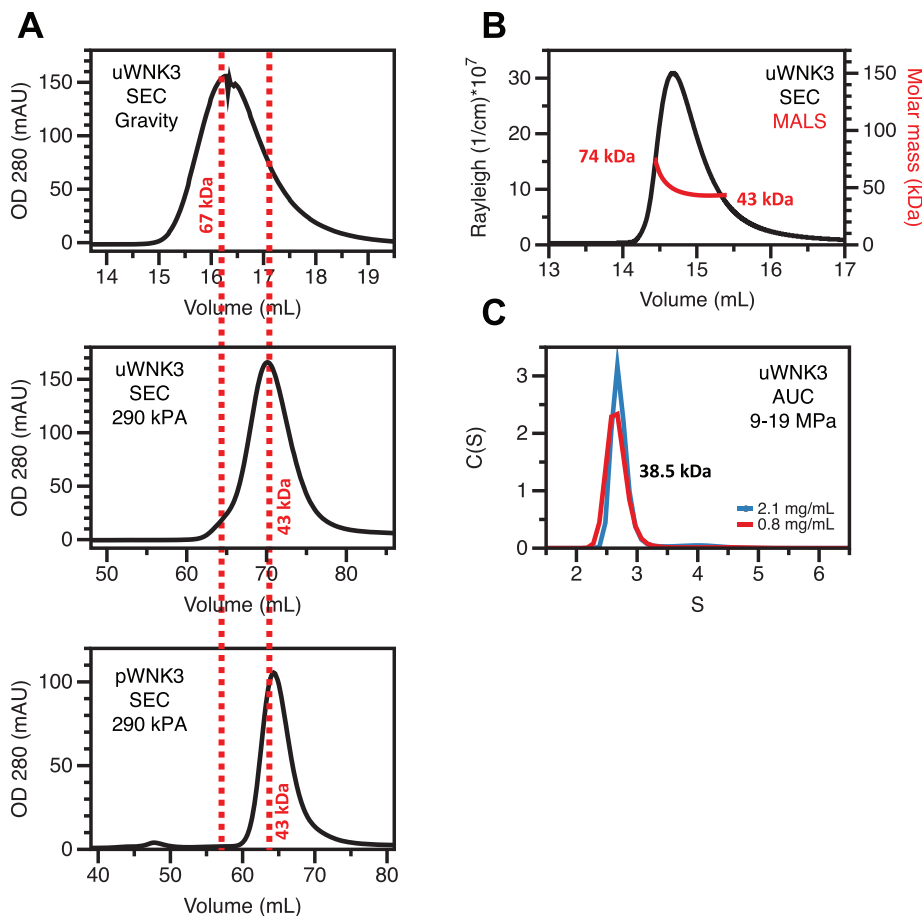 A
OD 280 (mAU)
150
100
50
0
uWNK3
SEC
Gravity
67 kDa
14 15 16 17 18 19
Volume (mL)
OD 280 (mAU)
150
100
50
0
uWNK3
SEC
290 kPA
43 kDa
50 60 70 80
Volume (mL)
OD 280 (mAU)
100
50
0
pWNK3
SEC
290 kPA
43 kDa
40 50 60 70 80
Volume (mL)
B
Rayleigh (1/cm)*10⁷
30
20
10
0
uWNK3
SEC
MALS
74 kDa
43 kDa
150
100
50
0
Molar mass (kDa)
13 14 15 16 17
Volume (mL)
C
C(S)
3
2
1
0
uWNK3
AUC
9-19 MPa
38.5 kDa
2.1 mg/mL
0.8 mg/mL
2 3 4 5 6
S